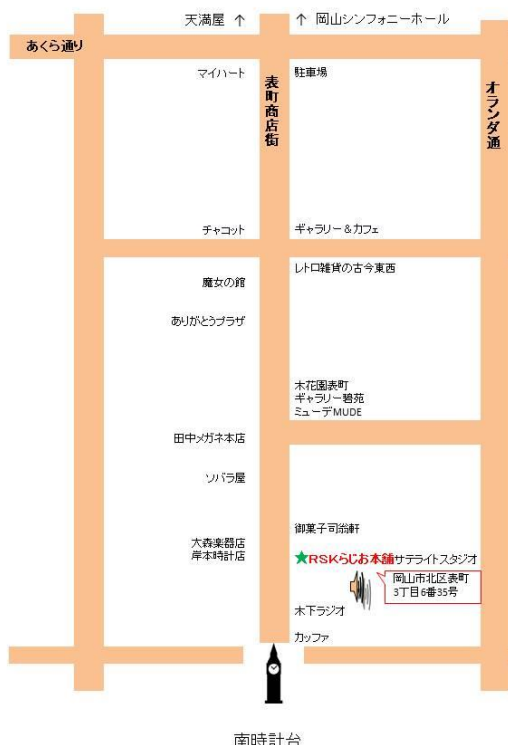 天満屋 ↑
↑ 岡山シンフォニーホール
あくら通り
マイハート
表町商店街
駐車場
オランダ通
チャコット
ギャラリー&カフェ
レトロ雑貨の古今東西
魔女の館
ありがとうプラザ
木花園表町
ギャラリー碧苑
ミューデMUDE
田中メガネ本店
ソバラ屋
御菓子司翁軒
大森楽器店
岸本時計店
★RSKらじお本舗サテライトスタジオ
岡山市北区表町
3丁目6番35号
木下ラジオ
カッファ
南時計台